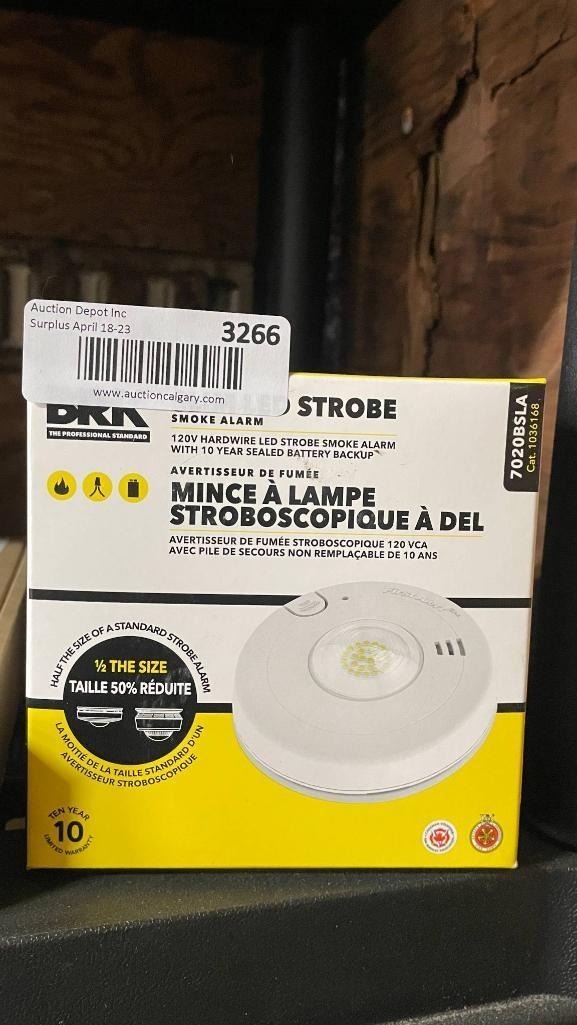 Auction Depot Inc
Surplus April 18-23
3266
www.auctioncalgary.com
BRK
THE PROFESSIONAL STANDARD
STROBE
SMOKE ALARM
120V HARDWIRE LED STROBE SMOKE ALARM
WITH 10 YEAR SEALED BATTERY BACKUP
AVERTISSEUR DE FUMÉE
MINCE À LAMPE
STROBOSCOPIQUE À DEL
AVERTISSEUR DE FUMÉE STROBOSCOPIQUE 120 VCA
AVEC PILE DE SECOURS NON REMPLAÇABLE DE 10 ANS
7020BSLA
Cat. 1036168
HALF THE SIZE OF A STANDARD STROBE ALARM
½ THE SIZE
TAILLE 50% RÉDUITE
LA MOITIÉ DE LA TAILLE STANDARD D'UN
AVERTISSEUR STROBOSCOPIQUE
First Alert
TEN YEAR
10
LIMITED WARRANTY